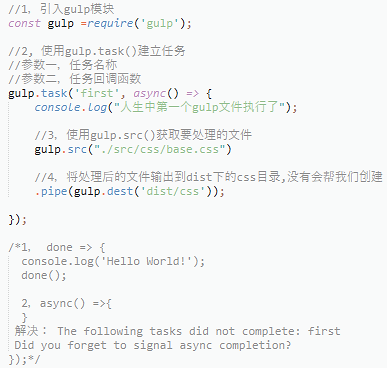 //1, 引入gulp模块
const gulp =require('gulp');
//2, 使用gulp.task()建立任务
//参数一, 任务名称
//参数二, 任务回调函数
gulp.task('first', async() => {
console.log("人生中第一个gulp文件执行了");
//3, 使用gulp.src()获取要处理的文件
gulp.src("./src/css/base.css")
//4, 将处理后的文件输出到dist下的css目录,没有会帮我们创建
.pipe(gulp.dest('dist/css'));
});
/*1, done => {
console.log('Hello World!');
done();
2, async() =>{
}
解决: The following tasks did not complete: first
Did you forget to signal async completion?
});*/